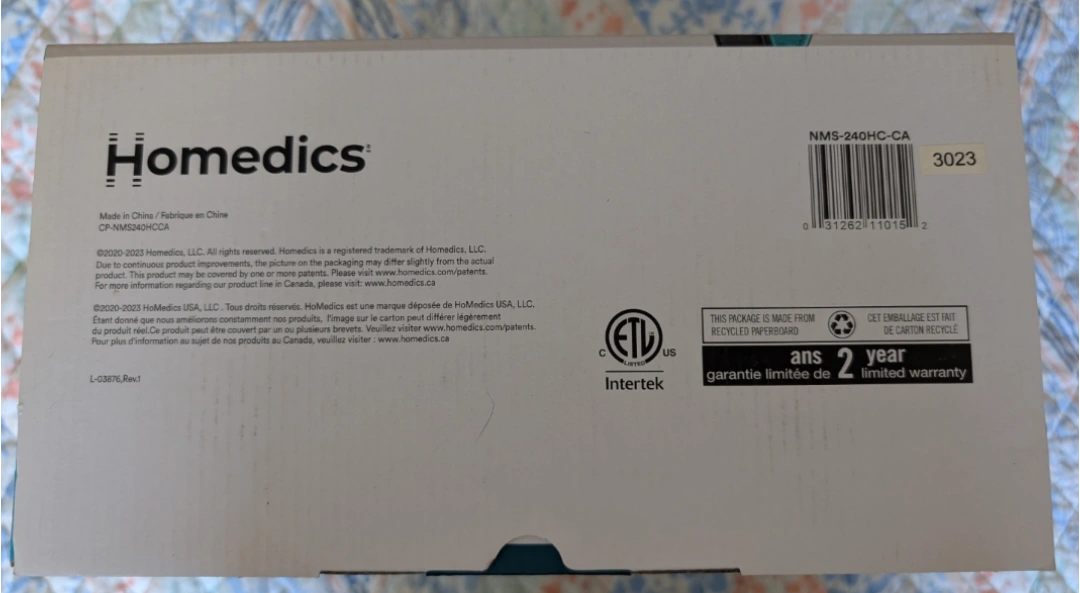 Homedics
Made in China / Fabrique en Chine
CP-NMS240HCCA
©2020-2023 Homedics, LLC. All rights reserved. Homedics is a registered trademark of Homedics, LLC.
Due to continuous product improvements, the picture on the packaging may differ slightly from the actual
product. This product may be covered by one or more patents. Please visit www.homedics.com/patents.
For more information regarding our product line in Canada, please visit: www.homedics.ca
©2020-2023 HoMedics USA, LLC . Tous droits réservés. HoMedics est une marque déposée de HoMedics USA, LLC.
Étant donné que nous améliorons constamment nos produits, l'image sur le carton peut différer légèrement
du produit réel.Ce produit peut être couvert par un ou plusieurs brevets. Veuillez visiter www.homedics.com/patents.
Pour plus d'information au sujet de nos produits au Canada, veuillez visiter : www.homedics.ca
L-03876,Rev.1
NMS-240HC-CA
0 31262 11015 2
3023
C ETL US
LISTED
Intertek
THIS PACKAGE IS MADE FROM
RECYCLED PAPERBOARD
CET EMBALLAGE EST FAIT
DE CARTON RECYCLÉ
ans 2 year
garantie limitée de limited warranty